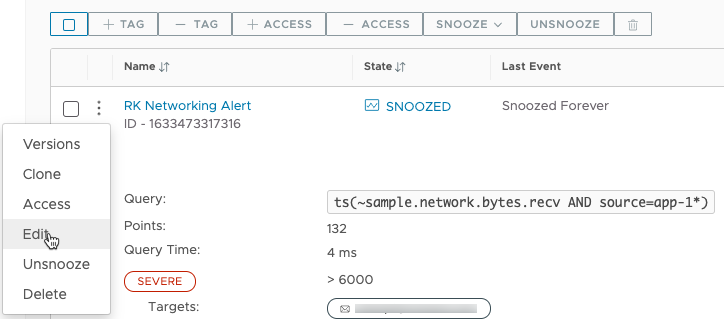 + TAG — TAG + ACCESS — ACCESS SNOOZE UNSNOOZE
Name State Last Event
RK Networking Alert SNOOZED Snoozed Forever
ID - 1633473317316
Versions
Clone
Access
Edit
Unsnooze
Delete
Query: ts(~sample.network.bytes.recv AND source=app-1*)
Points: 132
Query Time: 4 ms
SEVERE > 6000
Targets: